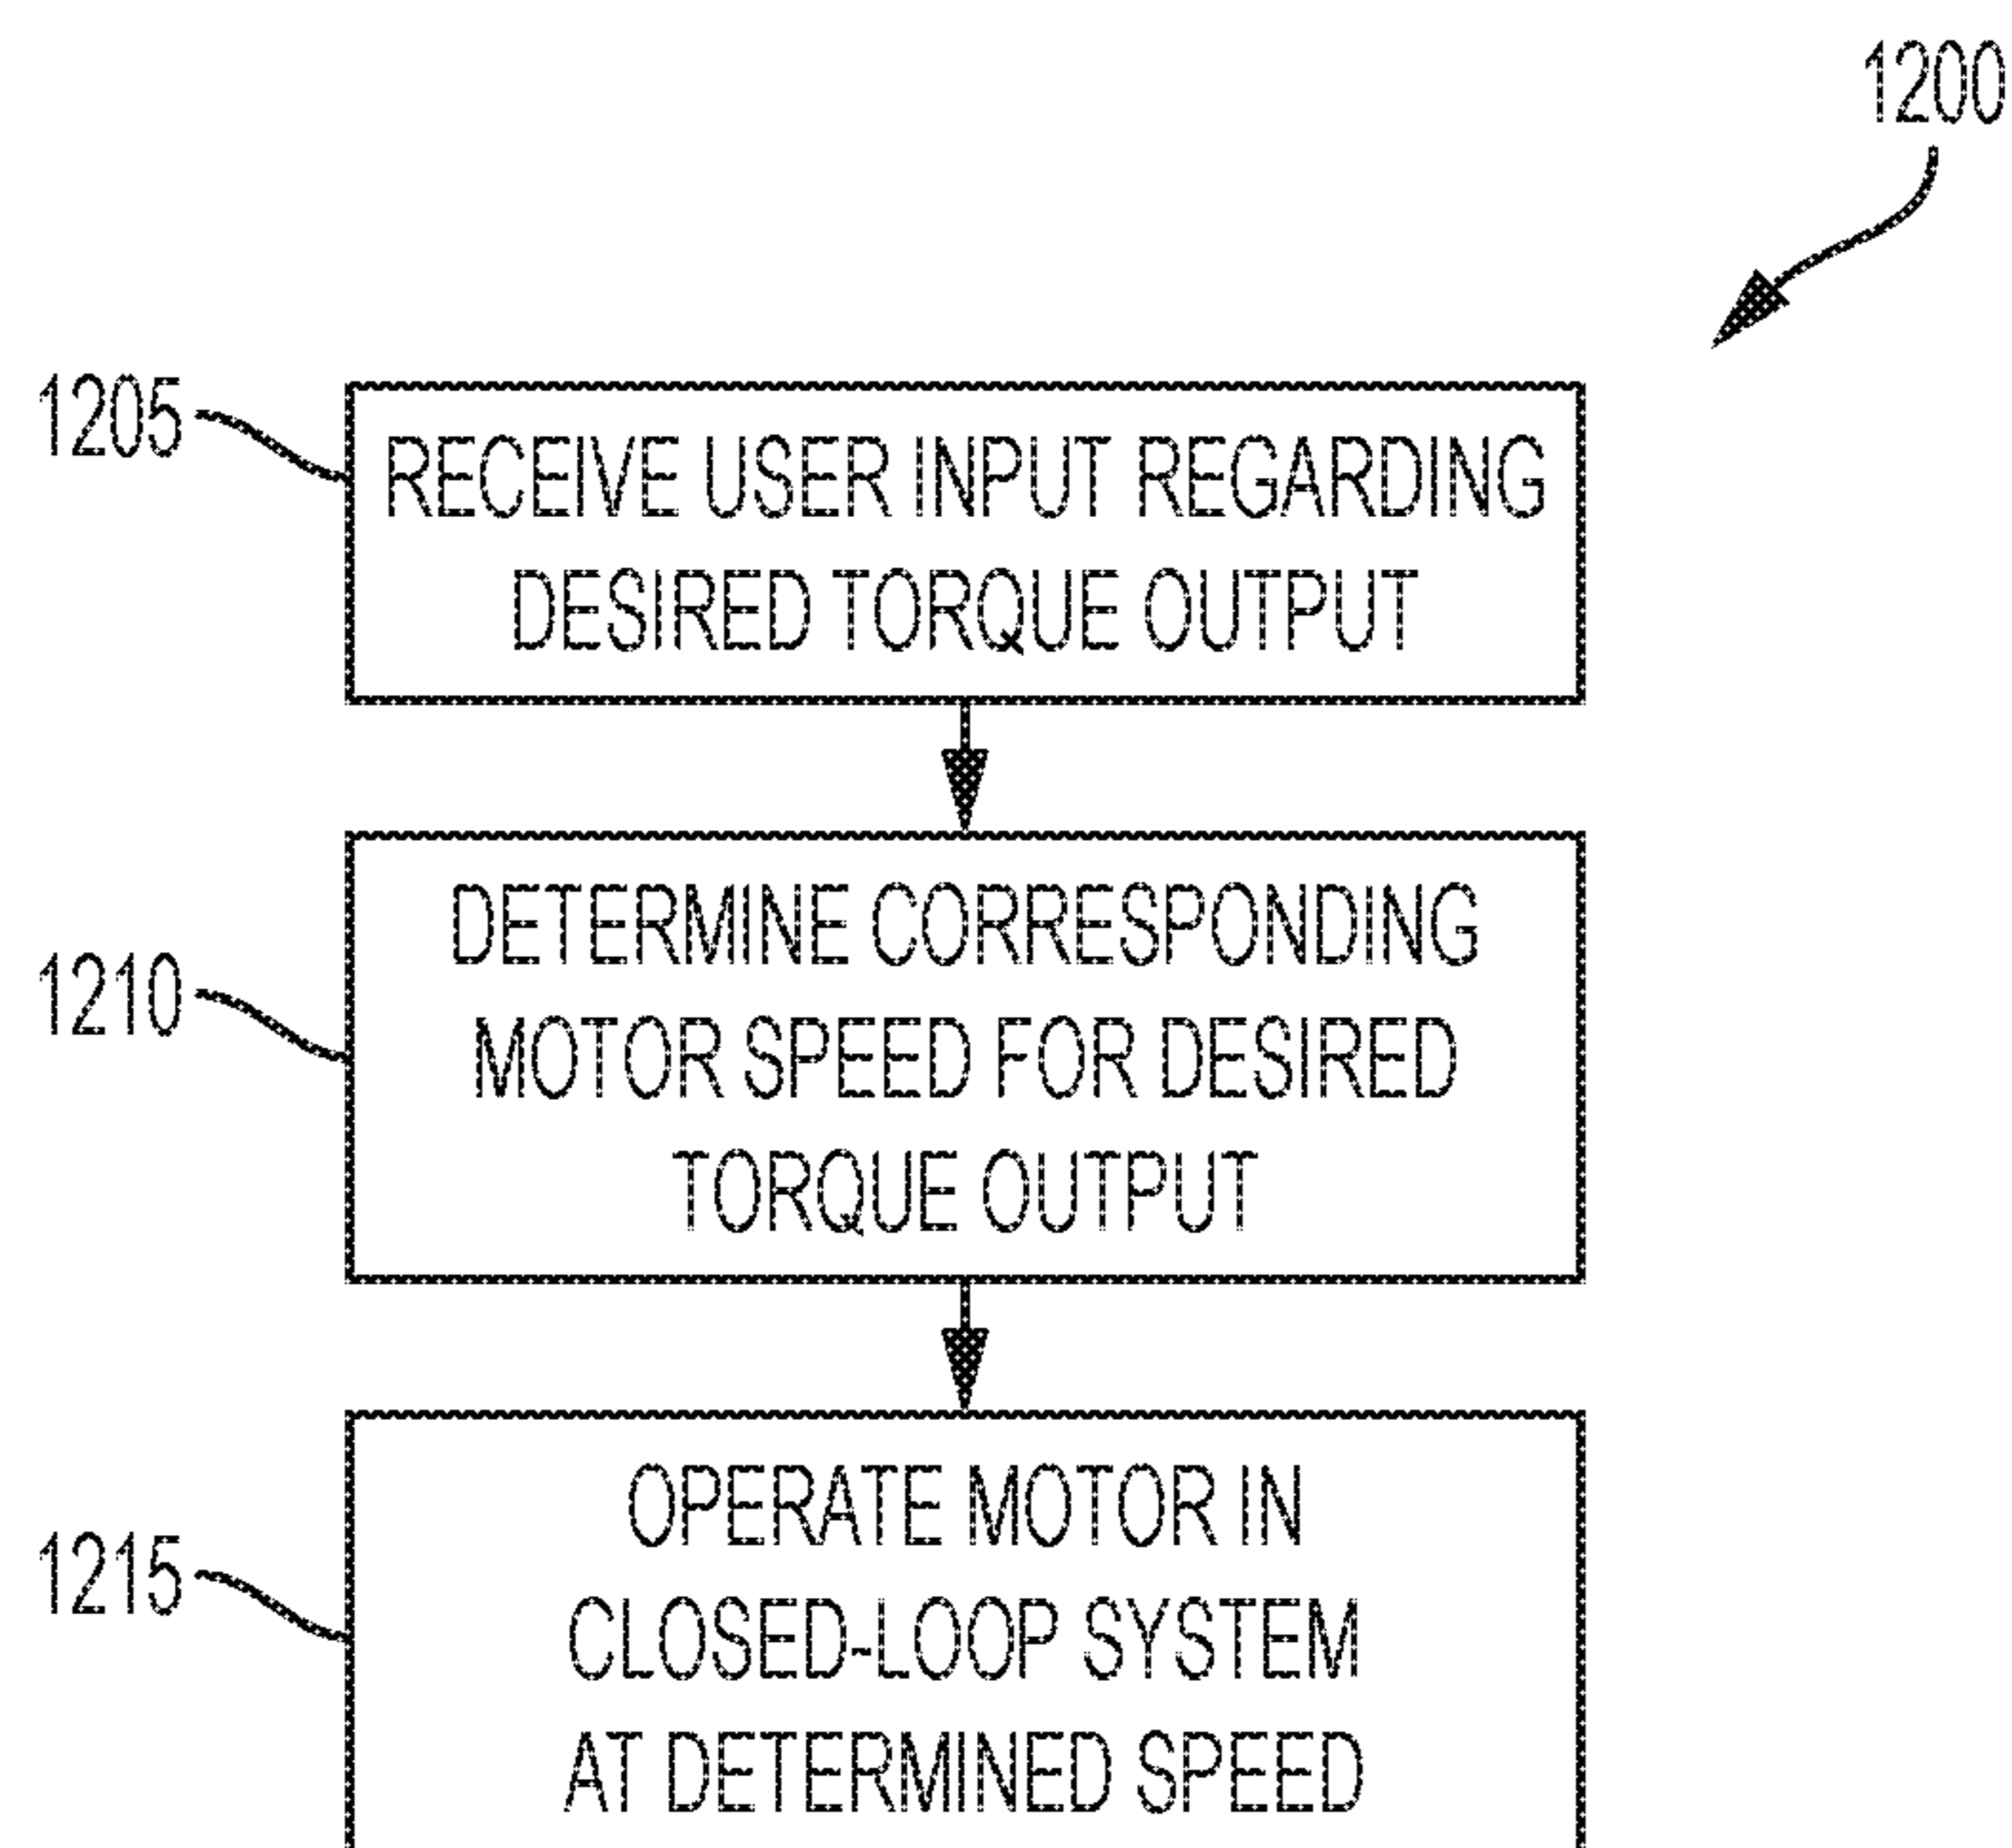 1200
1205
RECEIVE USER INPUT REGARDING
DESIRED TORQUE OUTPUT
1210
DETERMINE CORRESPONDING
MOTOR SPEED FOR DESIRED
TORQUE OUTPUT
1215
OPERATE MOTOR IN
CLOSED-LOOP SYSTEM
AT DETERMINED SPEED